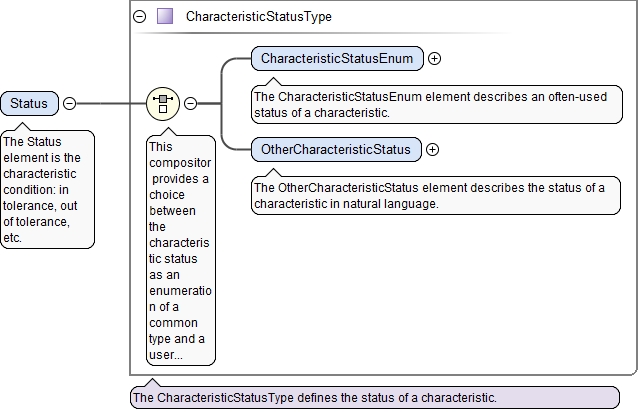 CharacteristicStatusType
CharacteristicStatusEnum
The CharacteristicStatusEnum element describes an often-used
status of a characteristic.
Status
The Status
element is the
characteristic
condition: in
tolerance, out
of tolerance,
etc.
This
compositor
provides a
choice
between
the
characteris
tic status
as an
enumeratio
n of a
common
type and a
user...
OtherCharacteristicStatus
The OtherCharacteristicStatus element describes the status of a
characteristic in natural language.
The CharacteristicStatusType defines the status of a characteristic.